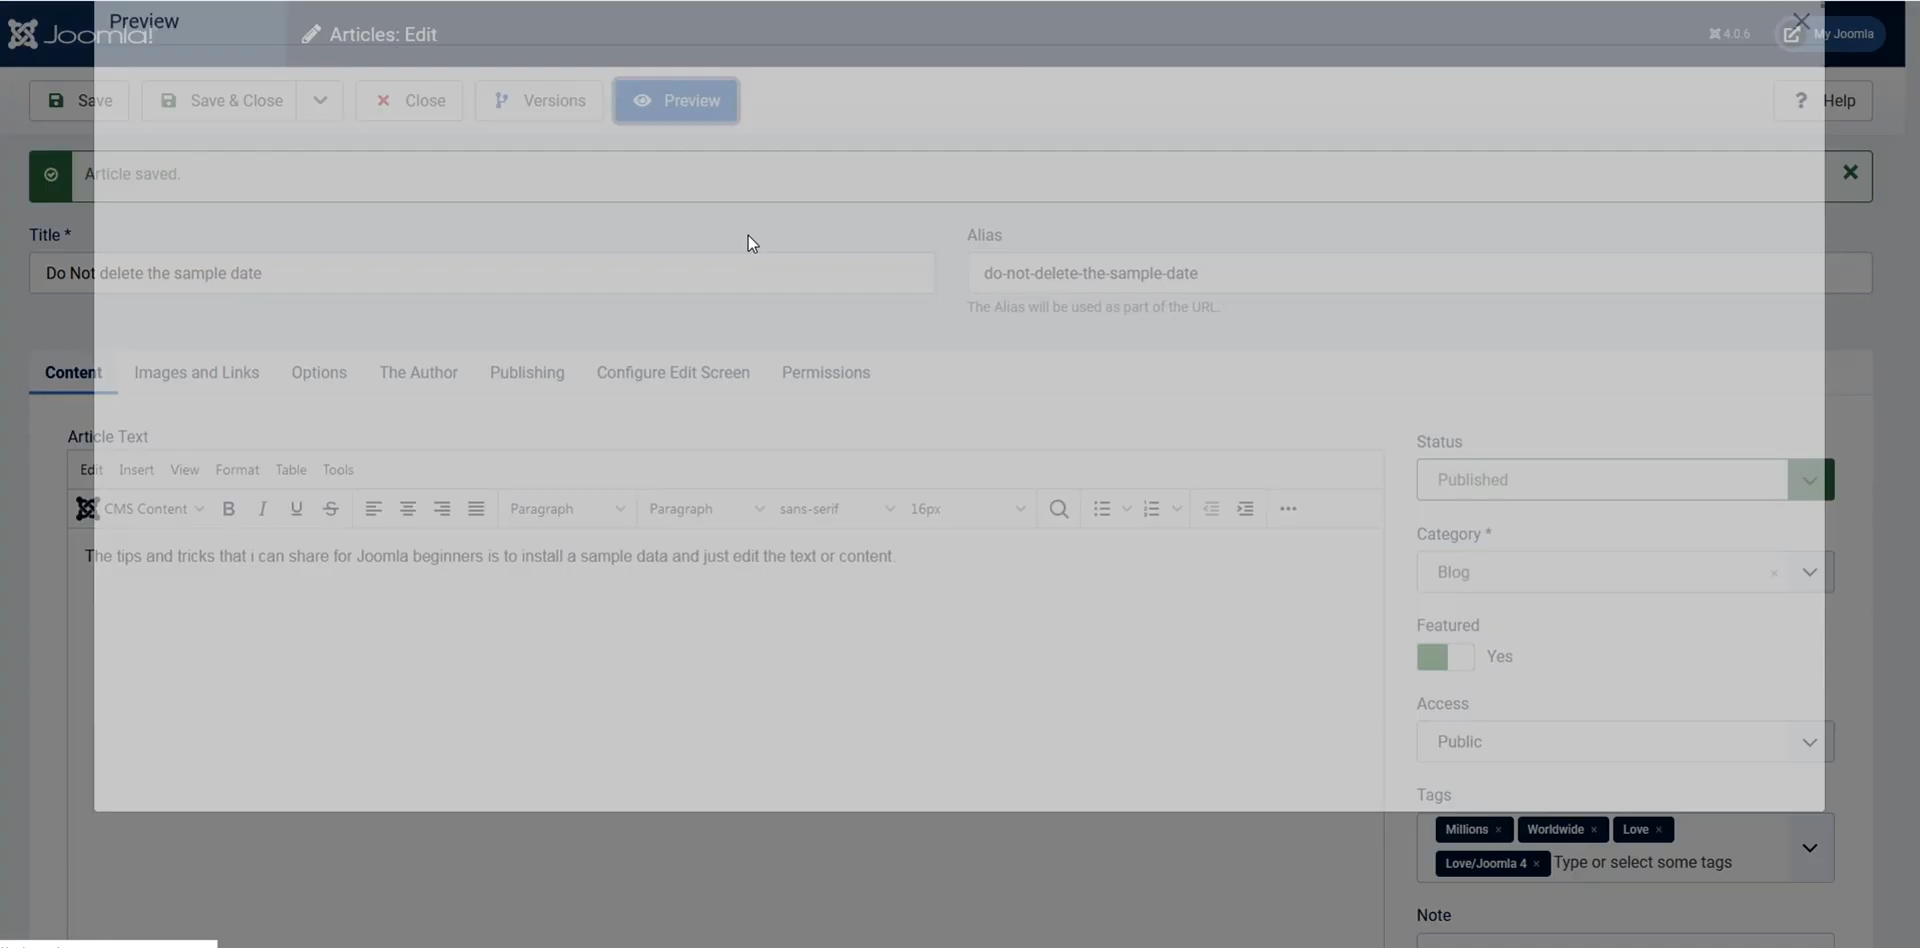 Preview
Joomla!
Articles: Edit
4.0.6
My Joomla
Save
Save & Close
Close
Versions
Preview
? Help
Article saved.
Title *
Alias
Do Not delete the sample date
do-not-delete-the-sample-date
The Alias will be used as part of the URL.
Content
Images and Links
Options
The Author
Publishing
Configure Edit Screen
Permissions
Article Text
Edit
Insert
View
Format
Table
Tools
CMS Content
B
I
U
S
Paragraph
Paragraph
sans-serif
16px
The tips and tricks that i can share for Joomla beginners is to install a sample data and just edit the text or content.
Status
Published
Category *
Blog
Featured
Yes
Access
Public
Tags
Millions ×
Worldwide ×
Love ×
Love/Joomla 4 ×
Type or select some tags
Note